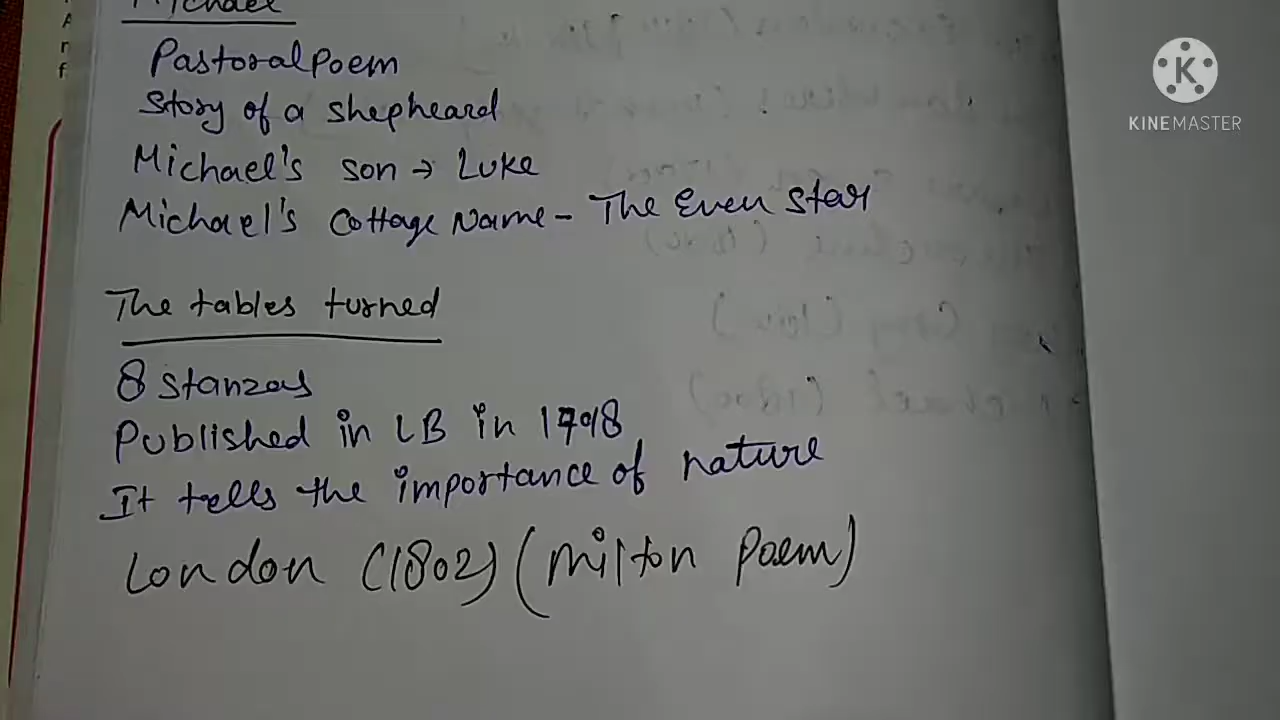 Michael
Pastoral Poem
Story of a shepheard
Michael's son → Luke
Michael's Cottage Name - The Even Star
The tables turned
8 stanzas
Published in LB in 1798
It tells the importance of nature
London (1802) (Milton Poem)
K
KINEMASTER